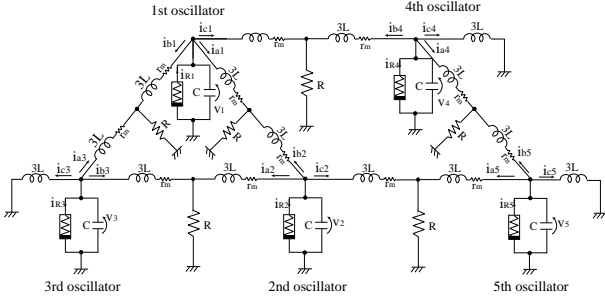 1st oscillator
4th oscillator
ic1 3L rm 3L ib4 ic4 3L
ib1 ia1 rm ia4
rm iR1 3L iR4 3L
3L C rm R C rm
V1 V4
R R R
3L 3L
ia3 rm rm ib2 rm ib5
3L ic3 ib3 3L rm 3L rm ia2 ic2 3L rm 3L rm ia5 ic5 3L
iR3 C V3 R iR2 C V2 R iR5 C V5
3rd oscillator
2nd oscillator
5th oscillator